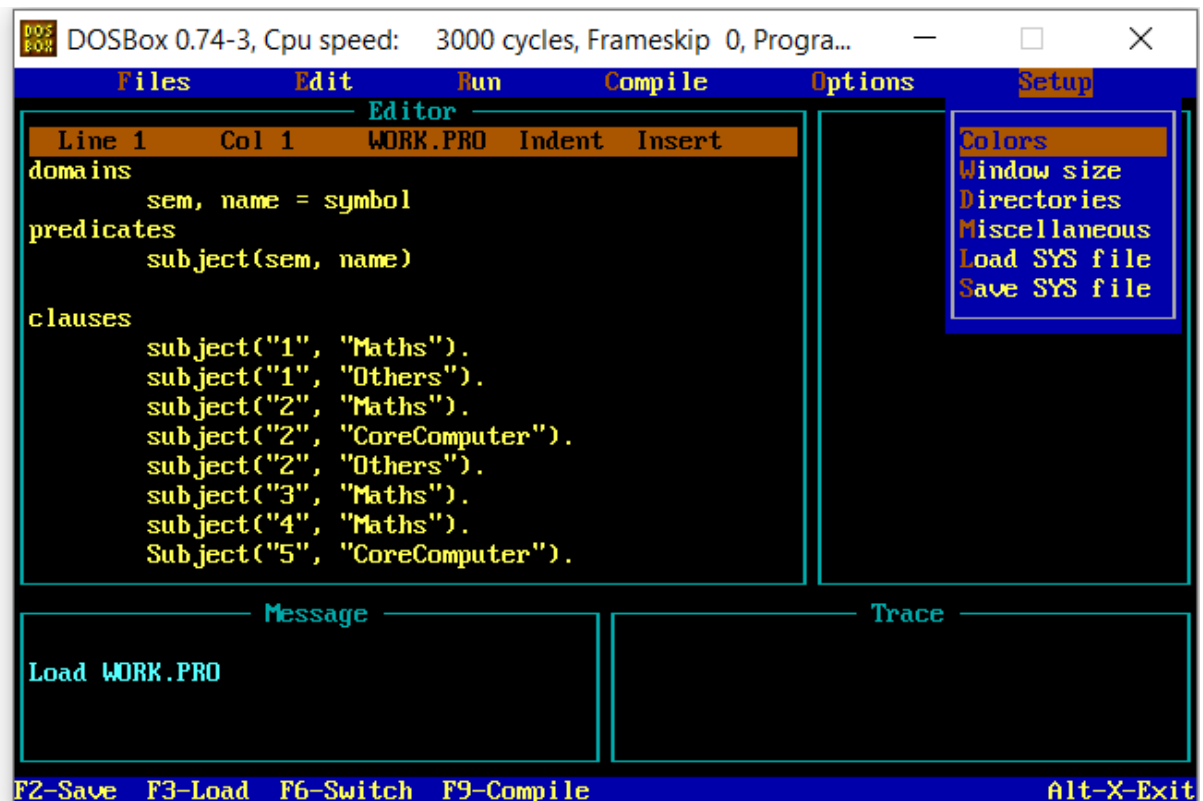 DOS BOX DOSBox 0.74-3, Cpu speed: 3000 cycles, Frameskip 0, Progra...
Files Edit Run Compile Options Setup
Editor
Line 1 Col 1 WORK.PRO Indent Insert
domains
sem, name = symbol
predicates
subject(sem, name)
clauses
subject("1", "Maths").
subject("1", "Others").
subject("2", "Maths").
subject("2", "CoreComputer").
subject("2", "Others").
subject("3", "Maths").
subject("4", "Maths").
Subject("5", "CoreComputer").
Colors
Window size
Directories
Miscellaneous
Load SYS file
Save SYS file
Message
Load WORK.PRO
Trace
F2-Save F3-Load F6-Switch F9-Compile Alt-X-Exit